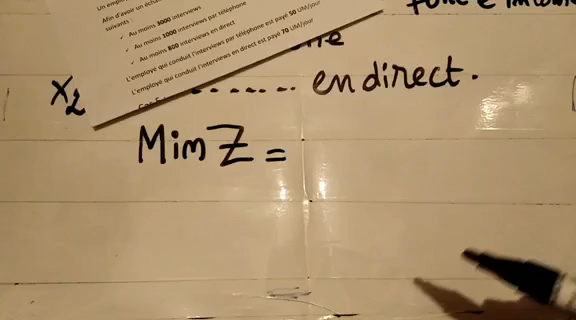 Un emplo
Afin d'avoir un échan
suivants :
✓ Au moins 3000 interviews
✓ Au moins 1000 interviews par téléphone
✓ Au moins 800 interviews en direct
L'employé qui conduit l'interviews par téléphone est payé 50 UM/jour
L'employé qui conduit l'interviews en direct est payé 70 UM/jour
X2 ....... en direct.
Min Z =